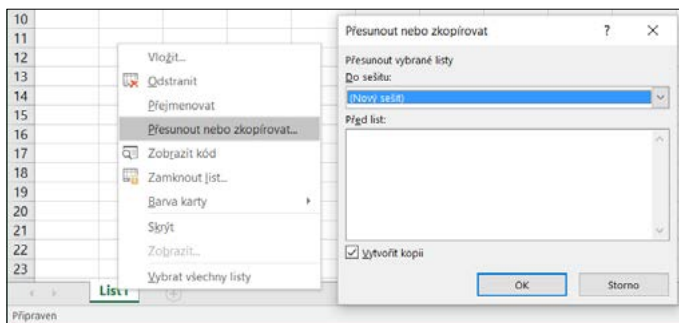 10
11
12
13
14
15
16
17
18
19
20
21
22
23
Vložit...
Odstranit
Přejmenovat
Přesunout nebo zkopírovat...
Zobrazit kód
Zamknout list...
Barva karty
Skrýt
Zobrazit...
Vybrat všechny listy
List1
Připraven
Přesunout nebo zkopírovat
Přesunout vybrané listy
Do sešitu:
(Nový sešit)
Před list:
Vytvořit kopii
OK Storno